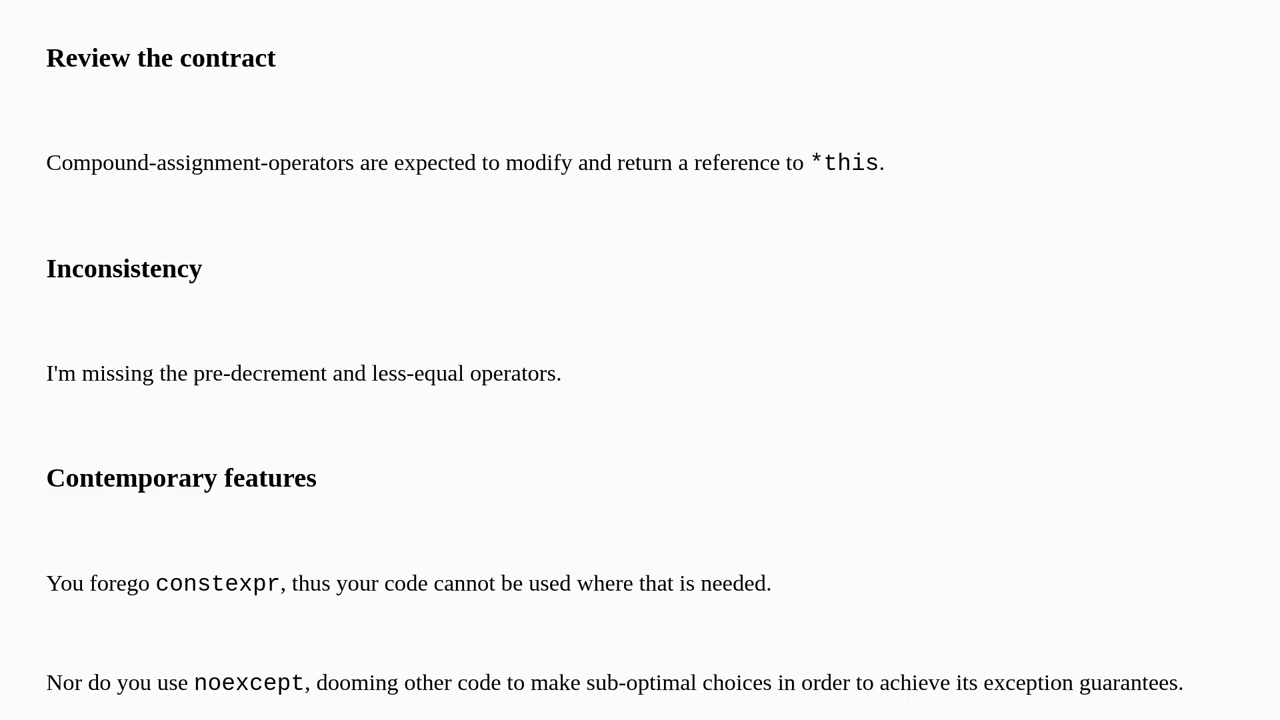 Review the contract
Compound-assignment-operators are expected to modify and return a reference to *this.
Inconsistency
I'm missing the pre-decrement and less-equal operators.
Contemporary features
You forego constexpr, thus your code cannot be used where that is needed.
Nor do you use noexcept, dooming other code to make sub-optimal choices in order to achieve its exception guarantees.